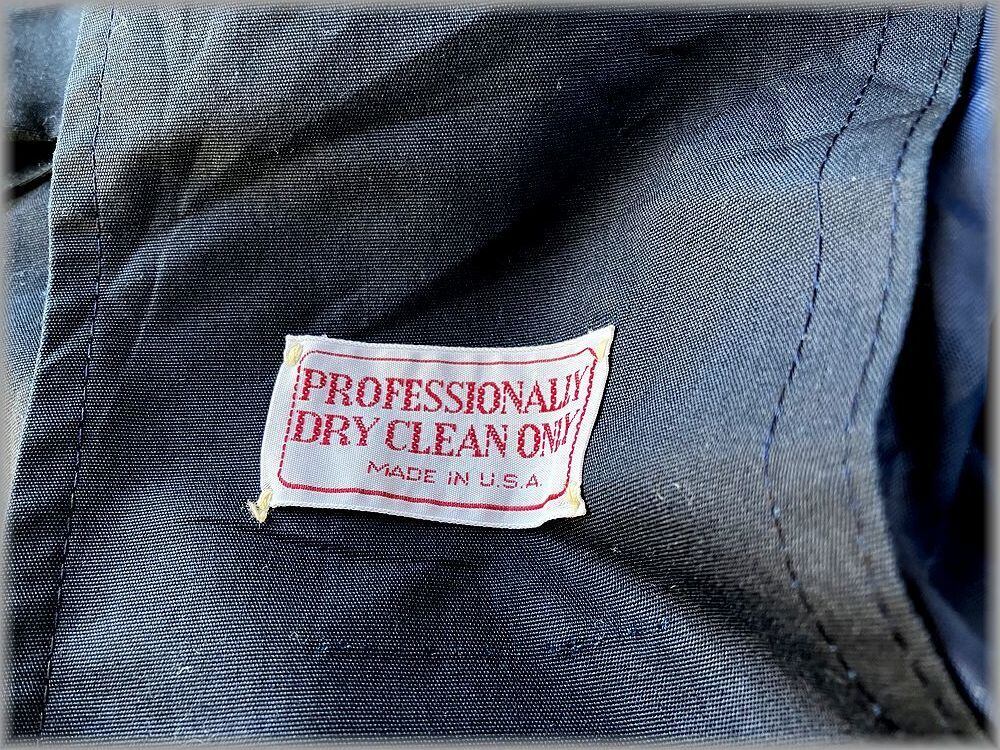 PROFESSIONALLY
DRY CLEAN ONLY
MADE IN U.S.A.